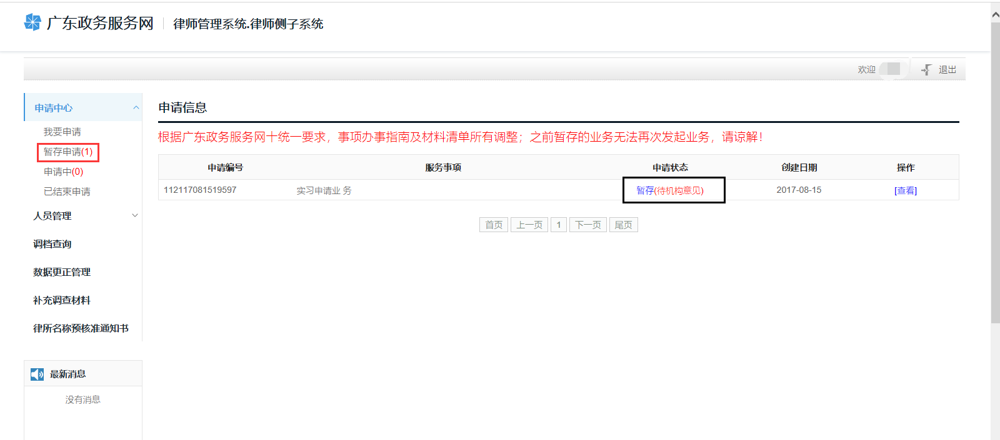 广东政务服务网 律师管理系统.律师侧子系统
欢迎 退出
申请中心
我要申请
暂存申请(1)
申请中(0)
已结束申请
人员管理
调档查询
数据更正管理
补充调查材料
律所名称预核准通知书
最新消息
没有消息
申请信息
根据广东政务服务网十统一要求，事项办事指南及材料清单所有调整；之前暂存的业务无法再次发起业务，请谅解！
申请编号 服务事项 申请状态 创建日期 操作
112117081519597 实习申请业 务 暂存(待机构意见) 2017-08-15 [查看]
首页 上一页 1 下一页 尾页